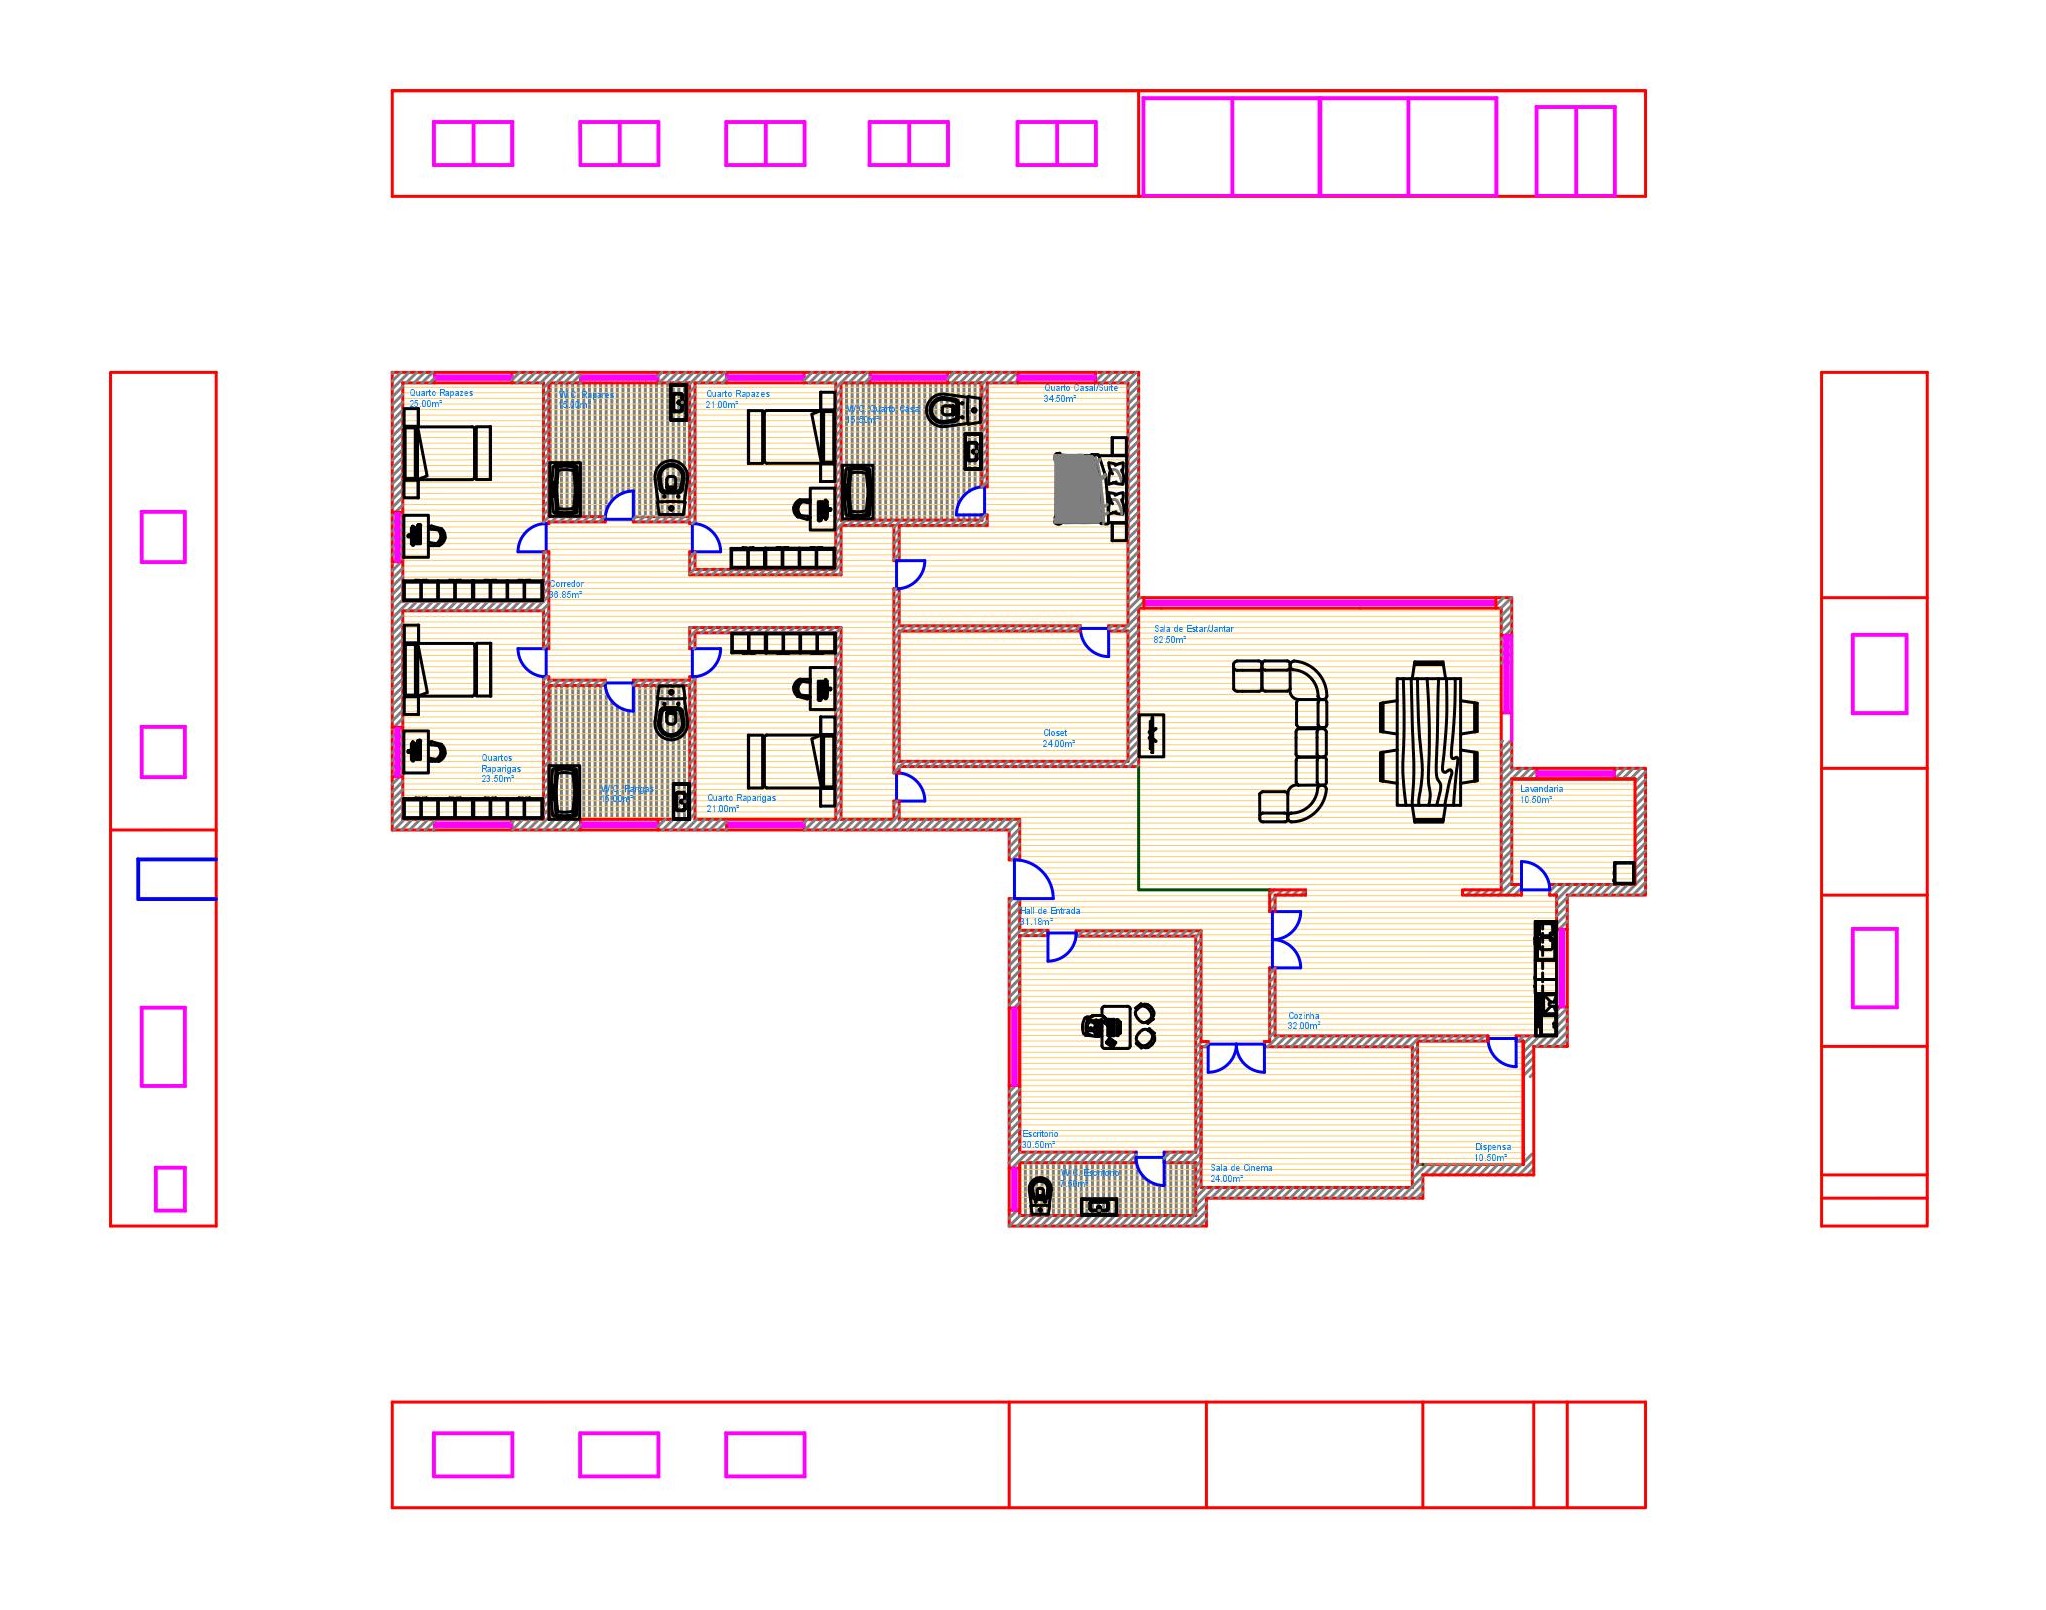 Quarto Rapazes
25.00m²
W.C. Rapazes
15.00m²
Quarto Rapazes
21.00m²
W.C. Quarto Casal
15.50m²
Quarto Casal/Suite
34.50m²
Corredor
36.85m²
Sala de Estar/Jantar
82.50m²
Closet
24.00m²
Quartos
Raparigas
23.50m²
W.C.
15.00m²
Quarto Raparigas
21.00m²
Lavandaria
10.50m²
Hall de Entrada
31.18m²
Cozinha
32.00m²
Escritorio
30.50m²
Dispensa
10.50m²
W.C. Escritorio
Sala de Cinema
24.00m²